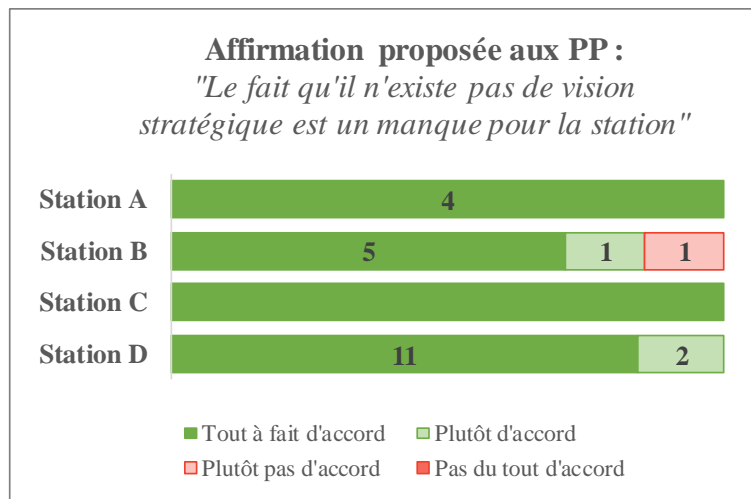 Affirmation proposée aux PP :
"Le fait qu'il n'existe pas de vision
stratégique est un manque pour la station"
Station A
4
Station B
5
1
1
Station C
Station D
11
2
Tout à fait d'accord
Plutôt d'accord
Plutôt pas d'accord
Pas du tout d'accord